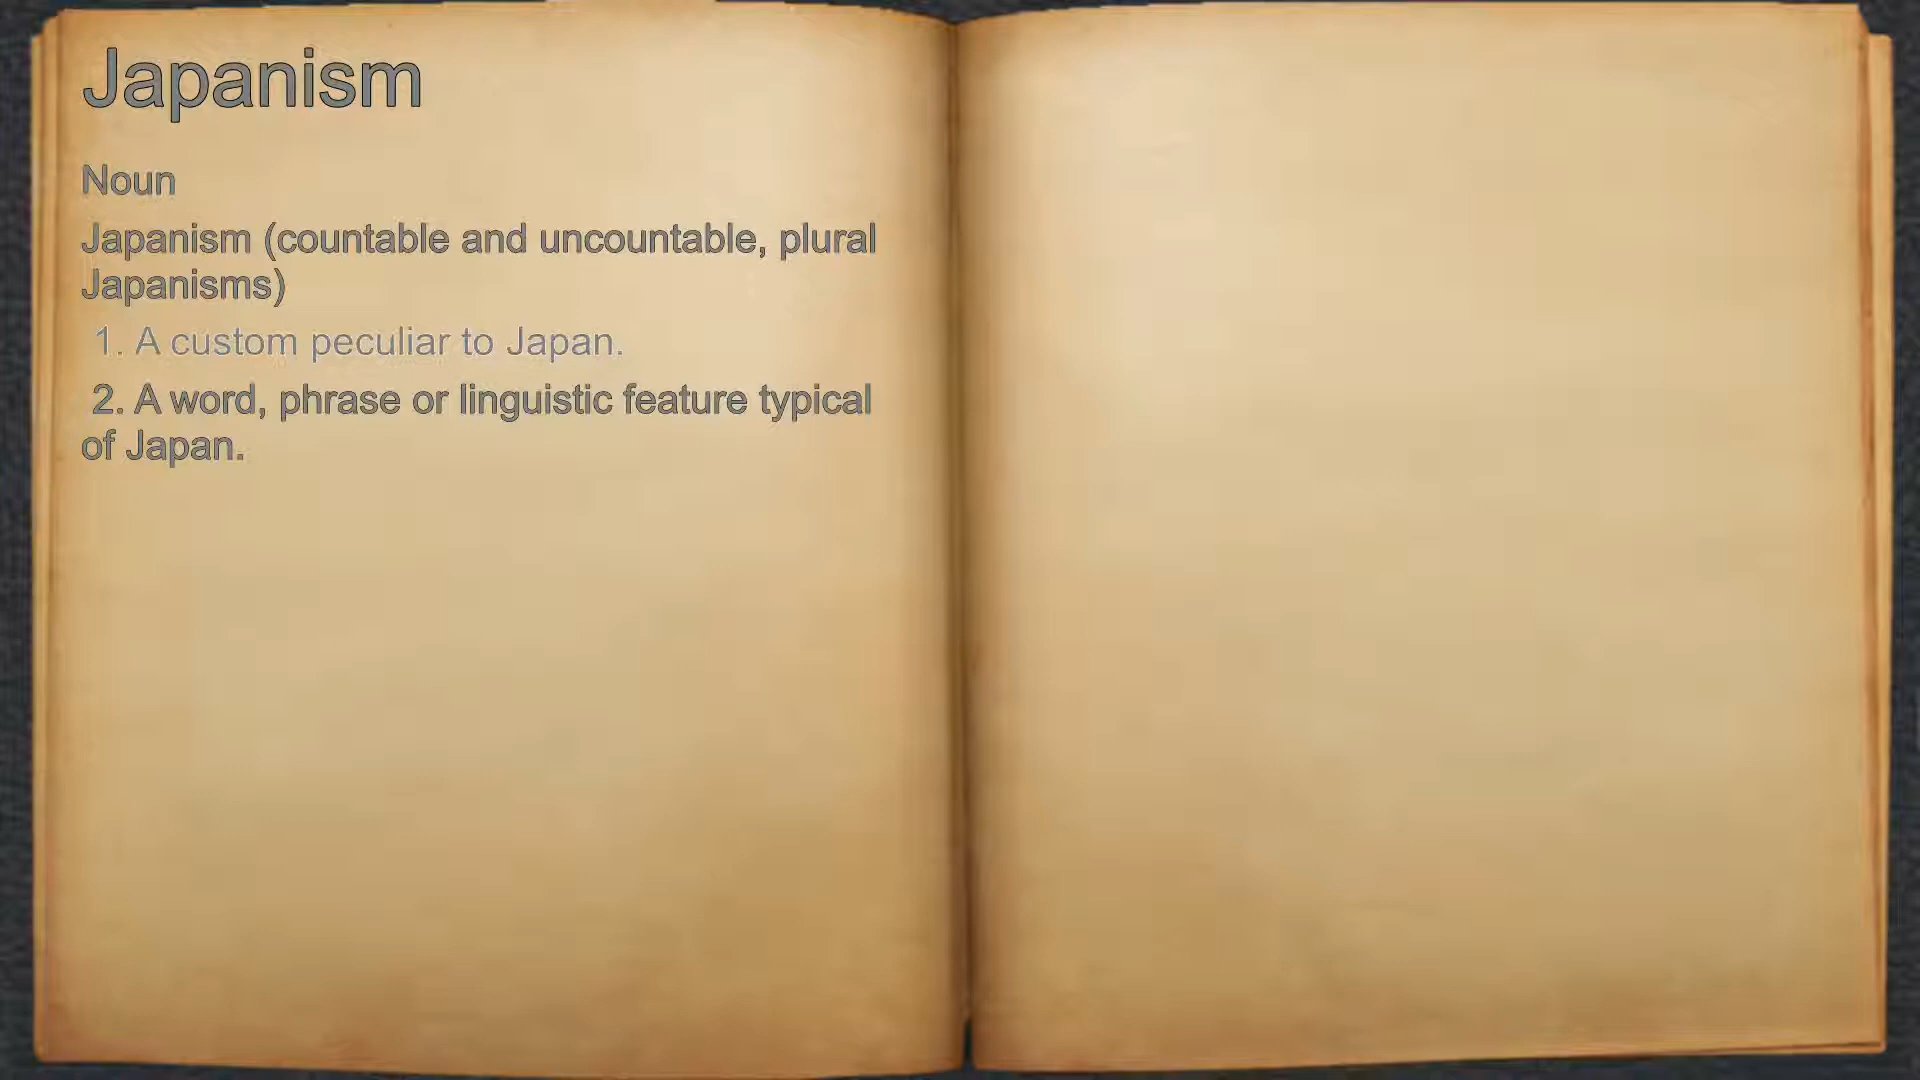 Japanism
Noun
Japanism (countable and uncountable, plural
Japanisms)
1. A custom peculiar to Japan.
2. A word, phrase or linguistic feature typical
of Japan.